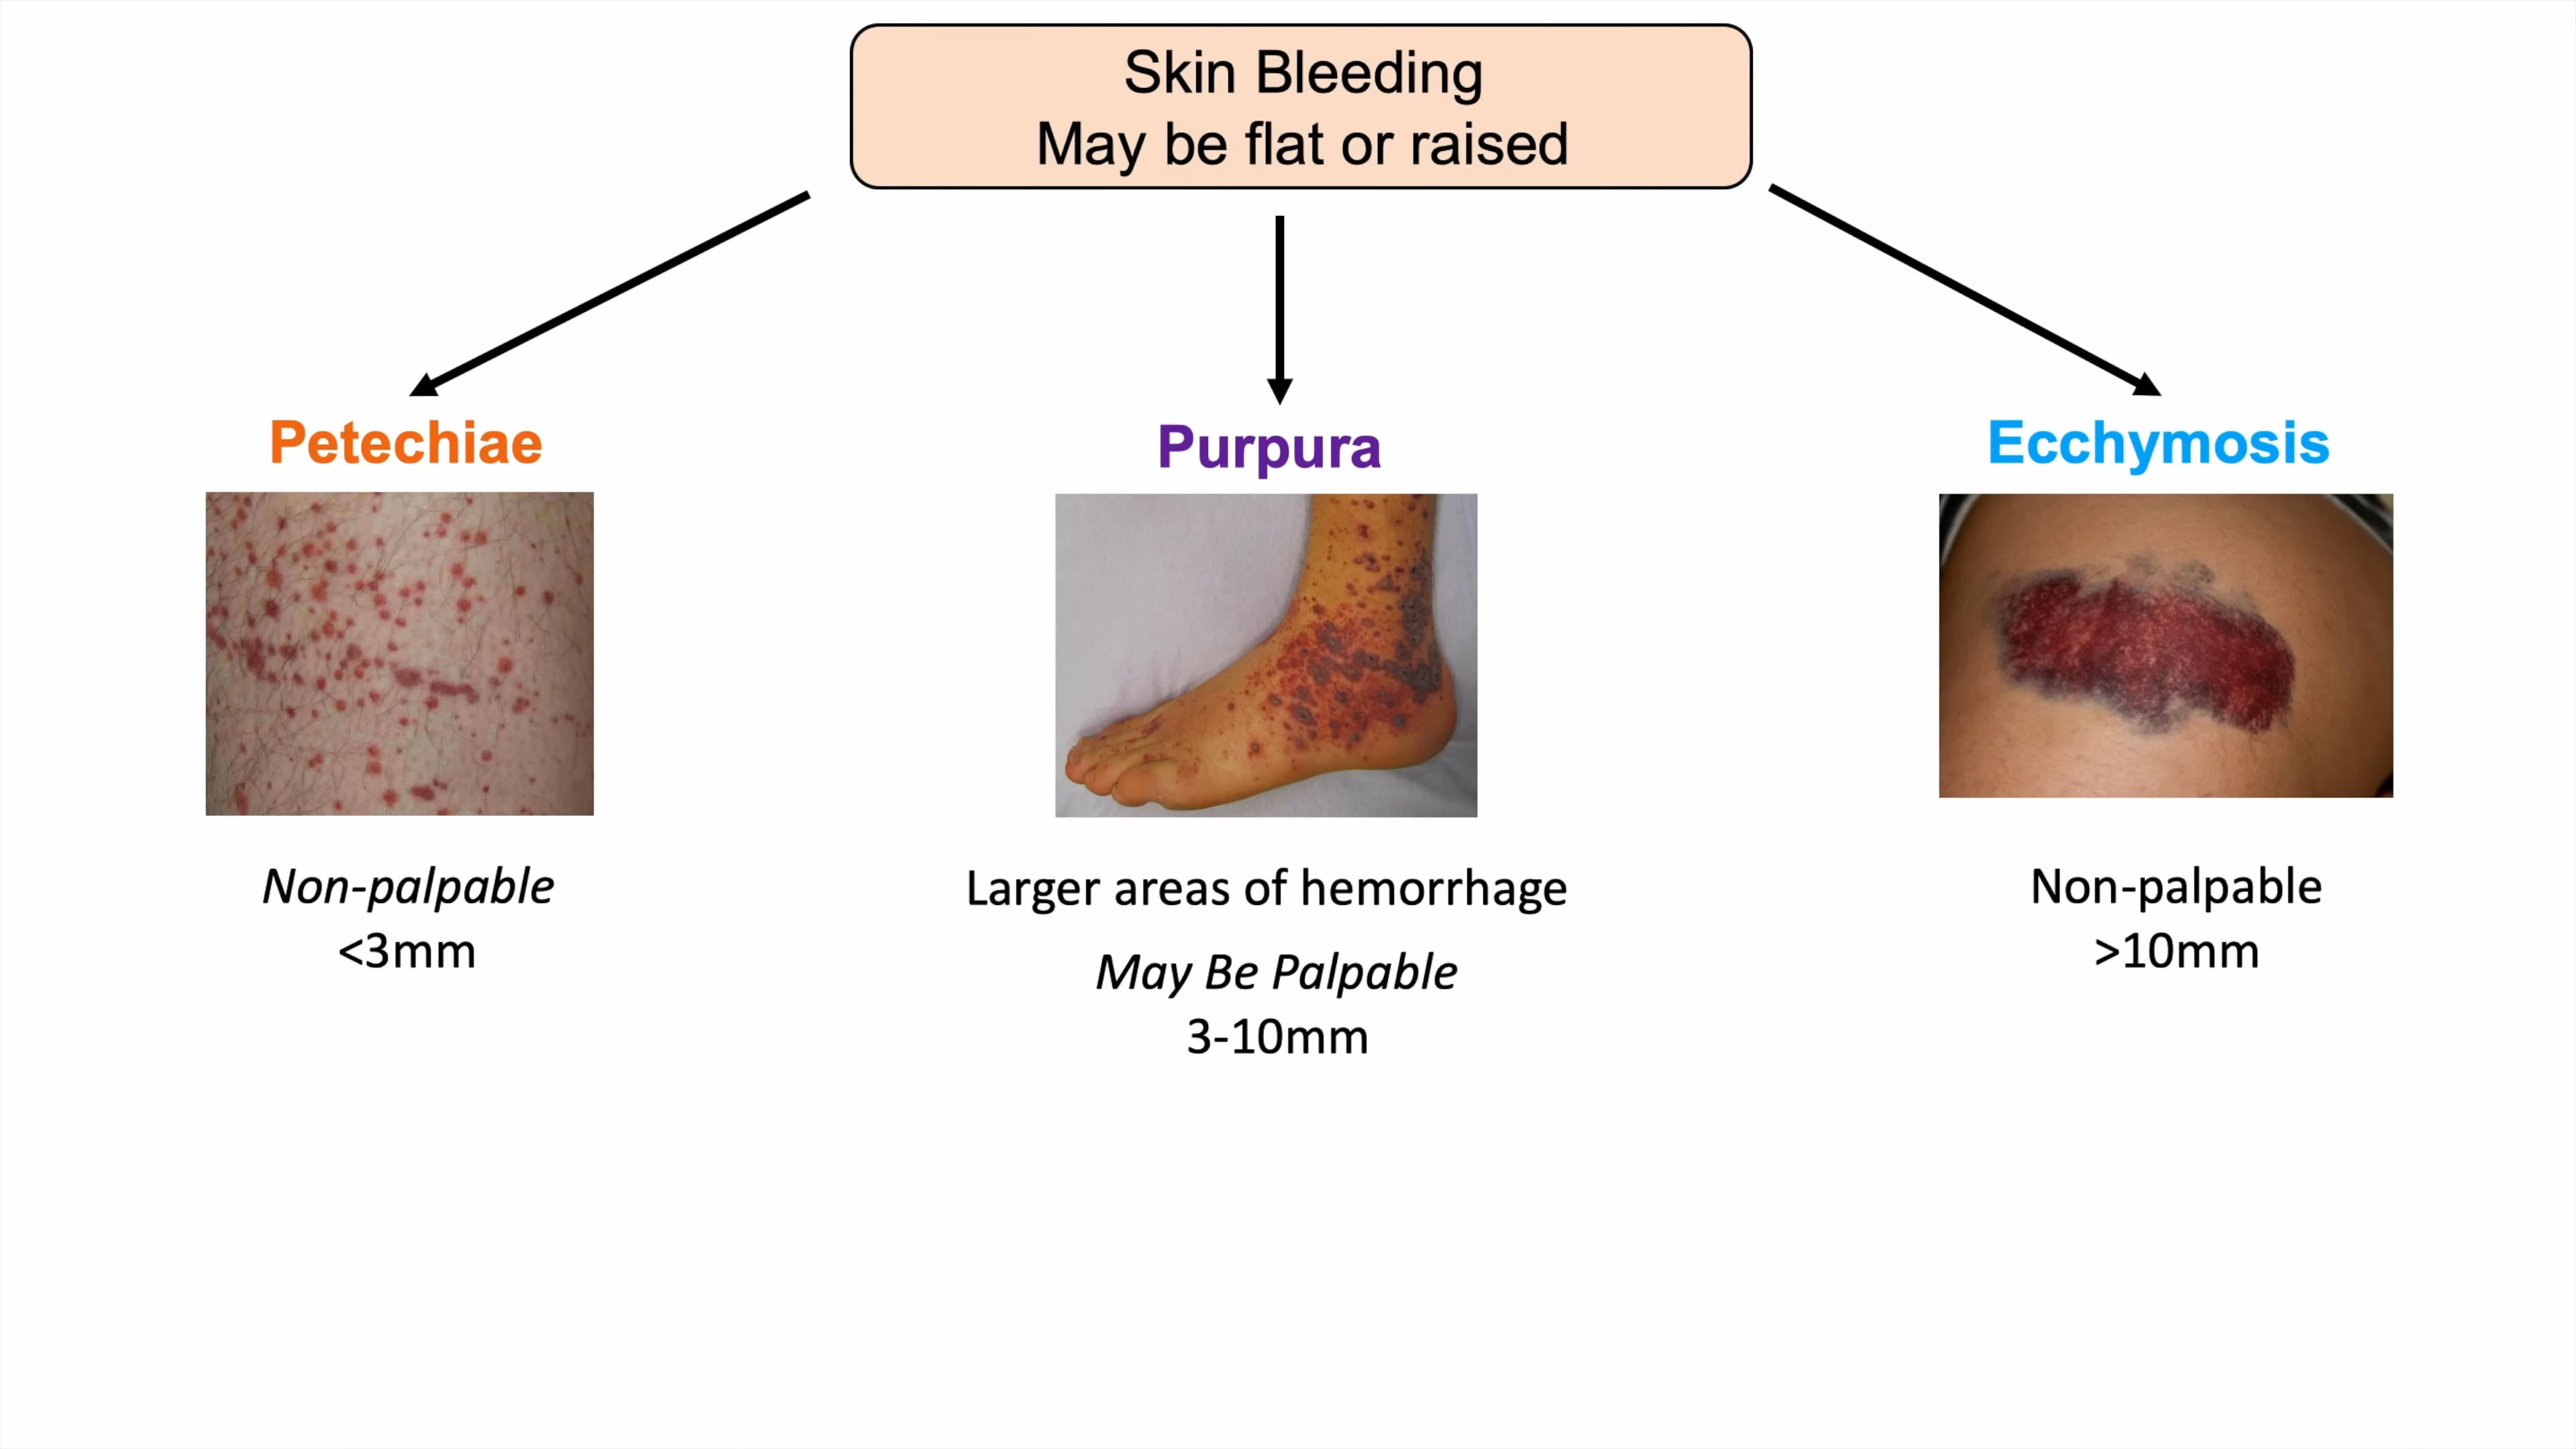 Skin Bleeding
May be flat or raised
Petechiae
Purpura
Ecchymosis
Non-palpable
<3mm
Larger areas of hemorrhage
May Be Palpable
3-10mm
Non-palpable
>10mm